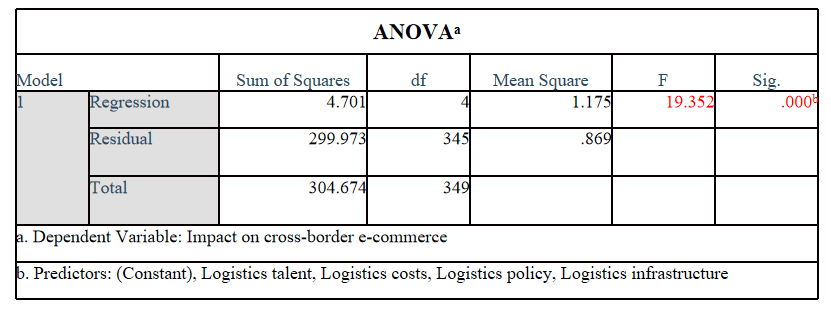 ANOVAᵃ
Model Sum of Squares df Mean Square F Sig.
1 Regression 4.701 4 1.175 19.352 .000ᵇ
Residual 299.973 345 .869
Total 304.674 349
a. Dependent Variable: Impact on cross-border e-commerce
b. Predictors: (Constant), Logistics talent, Logistics costs, Logistics policy, Logistics infrastructure